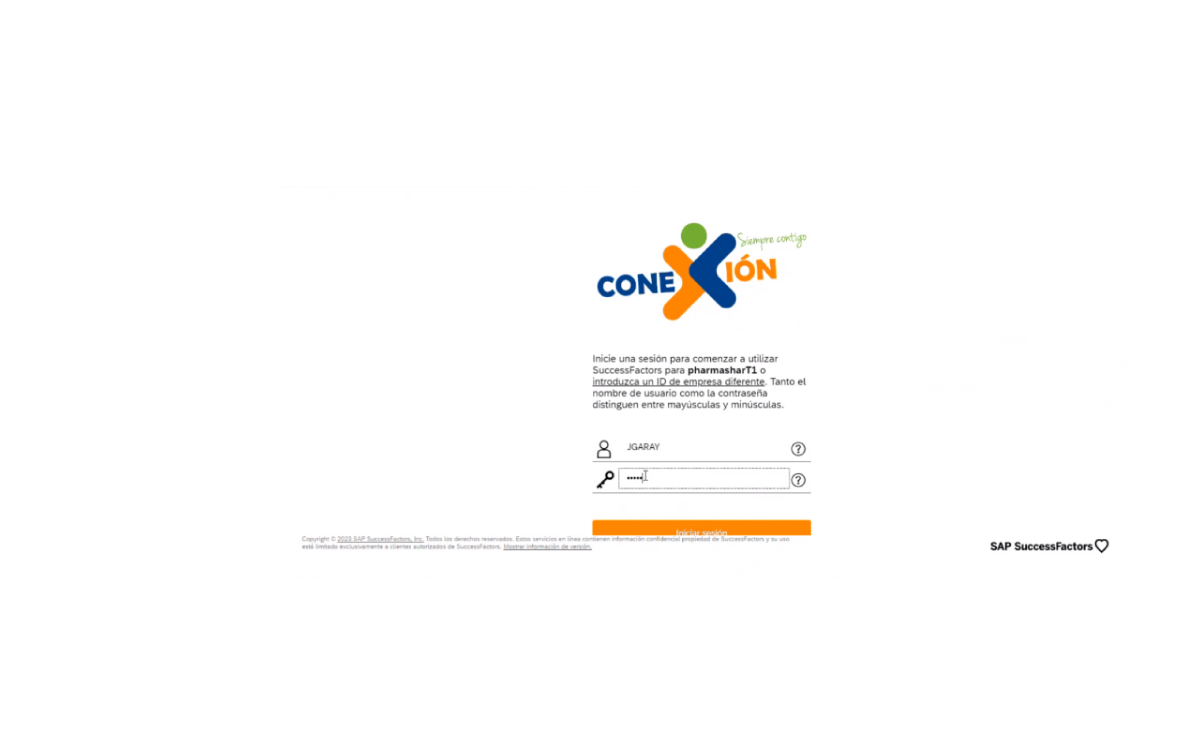 Siempre contigo
CONEXIÓN
Inicie una sesión para comenzar a utilizar
SuccessFactors para pharmasharT1 o
introduzca un ID de empresa diferente. Tanto el
nombre de usuario como la contraseña
distinguen entre mayúsculas y minúsculas.
JGARAY
•••••
Iniciar sesión
Copyright © 2023 SAP SuccessFactors, Inc. Todos los derechos reservados. Estos servicios en línea contienen información confidencial propiedad de SuccessFactors y su uso
está limitado exclusivamente a clientes autorizados de SuccessFactors. Mostrar información de versión.
SAP SuccessFactors